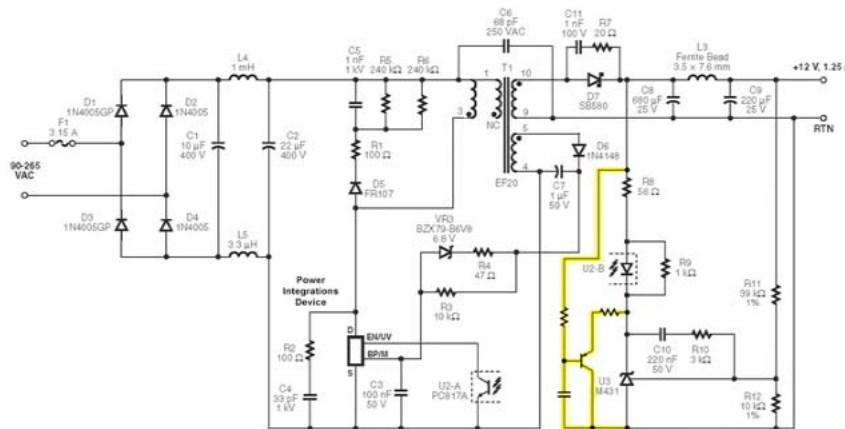 C6
68 pF
250 VAC
C11
1 nF
100 V
R7
20 Ω
L3
Ferrite Bead
3.5 × 7.6 mm
+12 V, 1.25
L4
1 mH
C5
1 nF
1 kV
R5
240 kΩ
R6
240 kΩ
T1
1
10
3
NC
9
5
4
EF20
D7
SB580
C8
680 µF
25 V
C9
220 µF
25 V
RTN
D1
1N4005GP
D2
1N4005
F1
3.15 A
C1
10 µF
400 V
C2
22 µF
400 V
R1
100 Ω
D5
FR107
D6
1N4148
C7
1 µF
50 V
90-265
VAC
D3
1N4005GP
D4
1N4005
L5
3.3 µH
VR3
BZX79-B6V8
6.8 V
R4
47 Ω
R3
10 kΩ
R8
56 Ω
U2-B
R9
1 kΩ
R11
39 kΩ
1%
Power
Integrations
Device
D
EN/UV
BP/M
S
R2
100 Ω
C4
33 pF
1 kV
C3
100 nF
50 V
U2-A
PC817A
C10
220 nF
50 V
R10
3 kΩ
U3
LM431
R12
10 kΩ
1%